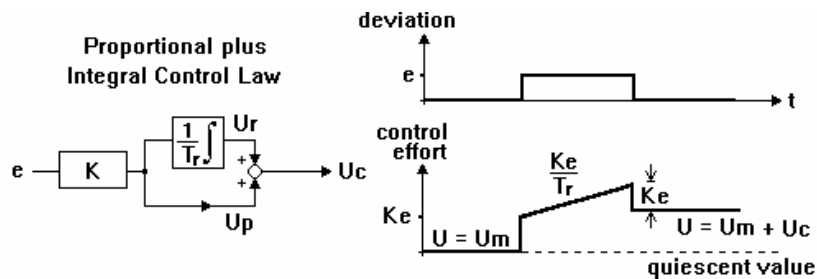 Proportional plus
Integral Control Law
e
K
1
Tr
∫
Ur
+
+
Uc
Up
deviation
e
t
control
effort
Ke
Tr
Ke
Ke
U = Um
U = Um + Uc
quiescent value